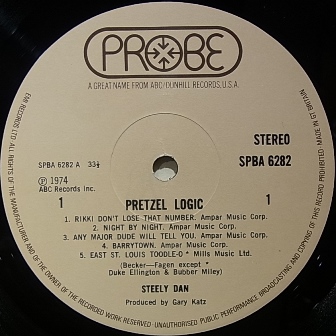 PROBE
A GREAT NAME FROM ABC/DUNHILL RECORDS, U.S.A.
STEREO
SPBA 6282 A 33⅓
SPBA 6282
Ⓟ 1974
ABC Records Inc.
1 PRETZEL LOGIC 1
1. RIKKI DON'T LOSE THAT NUMBER. Ampar Music Corp.
2. NIGHT BY NIGHT. Ampar Music Corp.
3. ANY MAJOR DUDE WILL TELL YOU. Ampar Music Corp.
4. BARRYTOWN. Ampar Music Corp.
5. EAST ST. LOUIS TOODLE-O * Mills Music Ltd.
(Becker—Fagen except *
Duke Ellington & Bubber Miley)
STEELY DAN
Produced by Gary Katz
EMI RECORDS LTD ALL RIGHTS OF THE MANUFACTURER AND OF THE OWNER OF THE RECORDED WORK RESERVED·UNAUTHORISED PUBLIC PERFORMANCE BROADCASTING AND COPYING OF THIS RECORD PROHIBITED. MADE IN GT BRITAIN